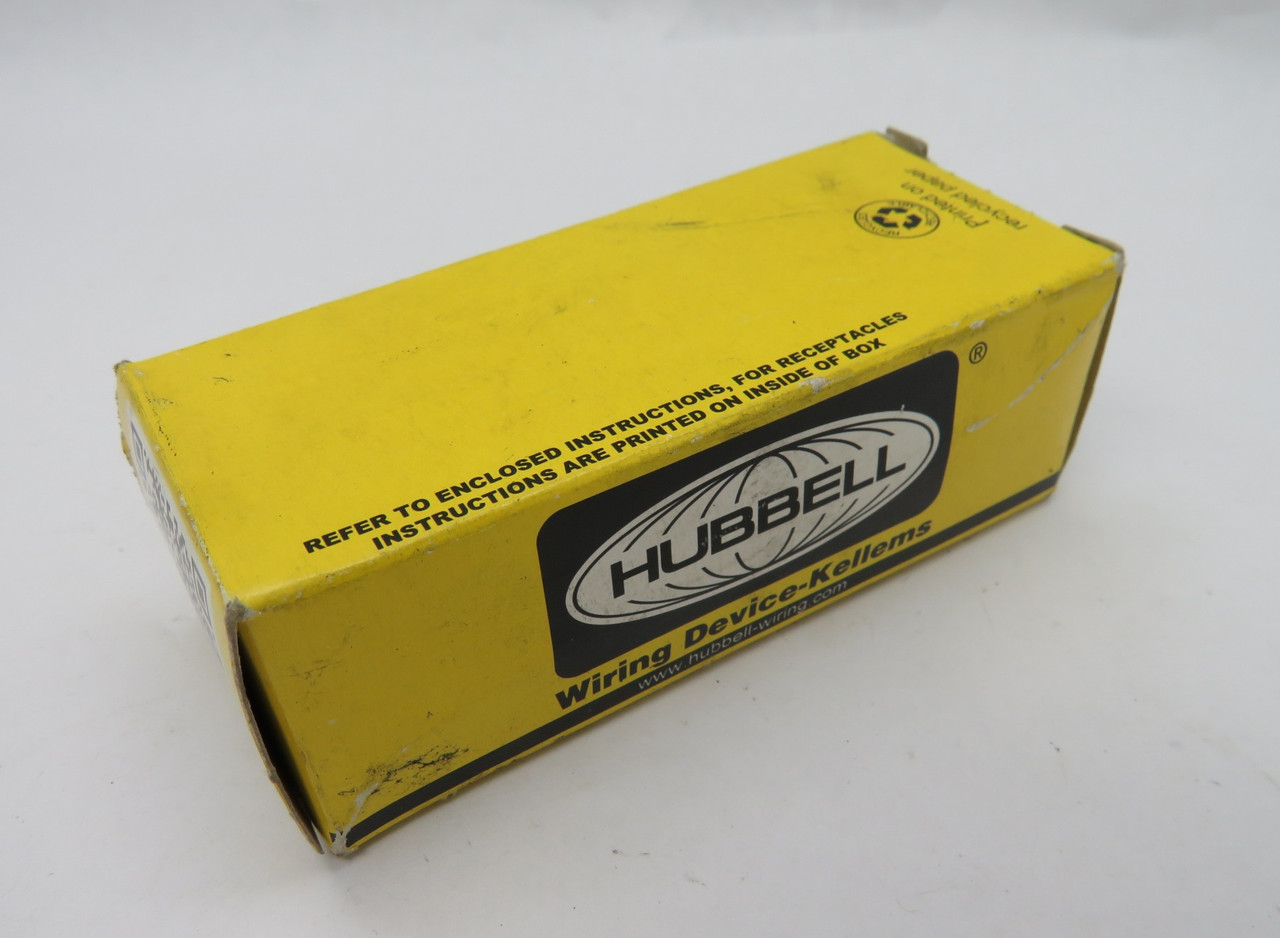 Printed on
recycled paper
REFER TO ENCLOSED INSTRUCTIONS, FOR RECEPTACLES
INSTRUCTIONS ARE PRINTED ON INSIDE OF BOX
®
HUBBELL
Wiring Device-Kellems
www.hubbell-wiring.com